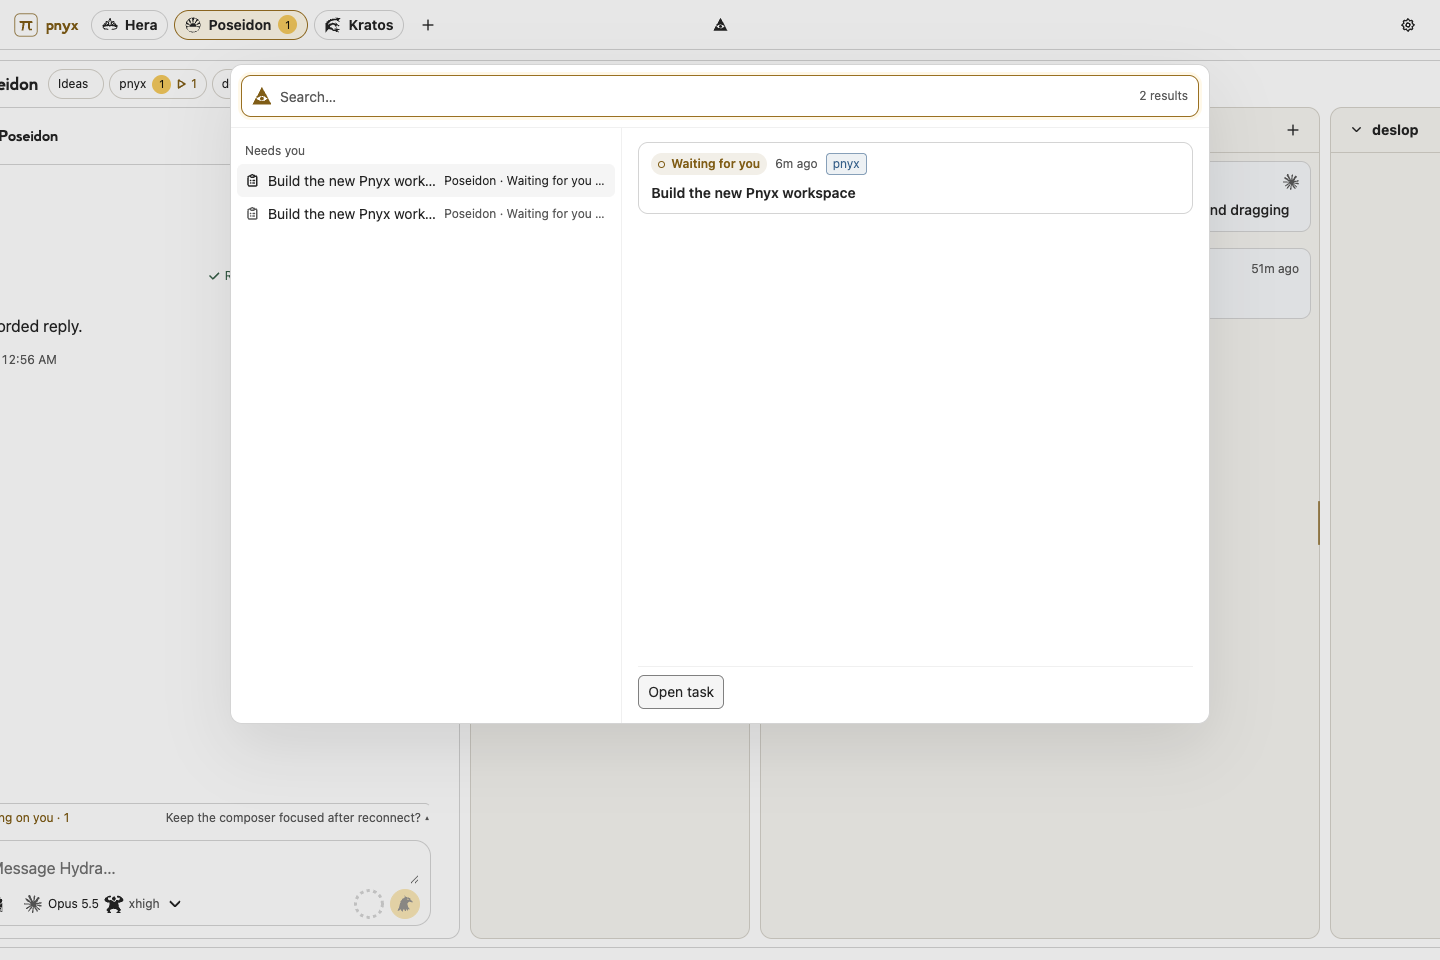 pnyx
Hera
Poseidon 1
Kratos
eidon
Ideas
pnyx 1 1
d
Search...
2 results
Needs you
Build the new Pnyx work... Poseidon · Waiting for you ...
Build the new Pnyx work... Poseidon · Waiting for you ...
Waiting for you 6m ago pnyx
Build the new Pnyx workspace
Open task
Poseidon
R
orded reply.
12:56 AM
ng on you · 1
Keep the composer focused after reconnect?
Message Hydra...
Opus 5.5 xhigh
nd dragging
51m ago
deslop